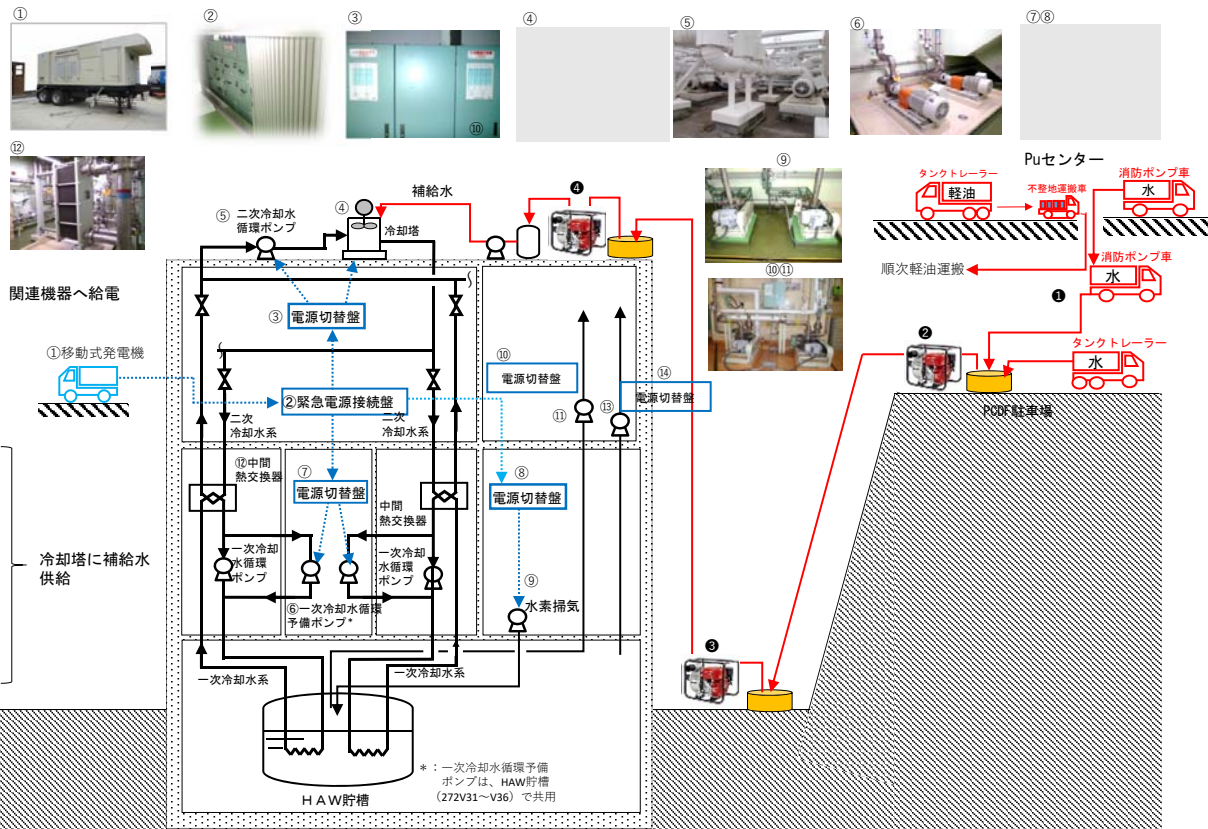 ①
②
③
④
⑤
⑥
⑦⑧
⑩
⑫
⑨
⑩⑪
Puセンター
タンクトレーラー
軽油
不整地運搬車
消防ポンプ車
水
順次軽油運搬
消防ポンプ車
水
❶
❷
タンクトレーラー
水
PCDF駐車場
補給水
❹
⑤ 二次冷却水
循環ポンプ
④
冷却塔
関連機器へ給電
③ 電源切替盤
①移動式発電機
②緊急電源接続盤
⑩
電源切替盤
⑭
電源切替盤
⑪
⑬
二次
冷却水系
二次
冷却水系
⑫中間
熱交換器
⑦
電源切替盤
中間
熱交換器
⑧
電源切替盤
冷却塔に補給水
供給
一次冷却
水循環
ポンプ
一次冷却
水循環
ポンプ
⑨
水素掃気
⑥一次冷却水循環
予備ポンプ*
❸
一次冷却水系
一次冷却水系
HAW貯槽
*:一次冷却水循環予備
ポンプは、HAW貯槽
(272V31~V36)で共用